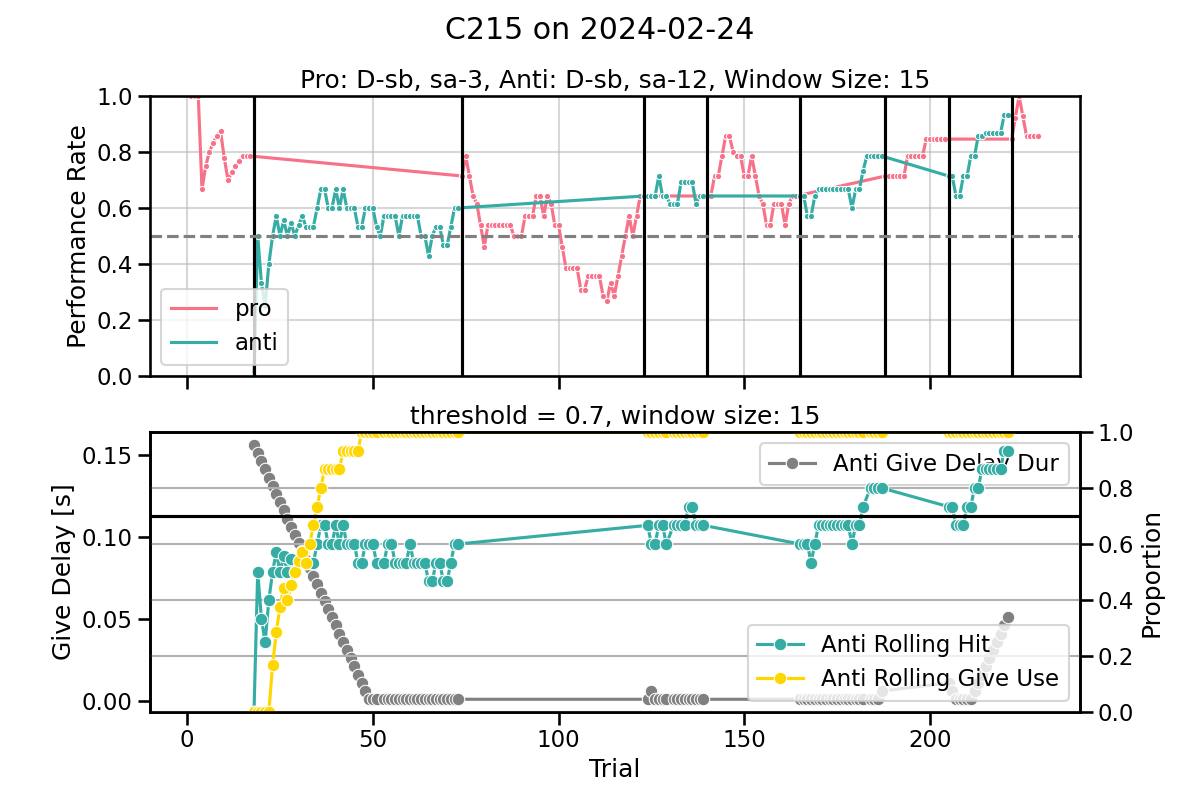 C215 on 2024-02-24
Pro: D-sb, sa-3, Anti: D-sb, sa-12, Window Size: 15
1.0
0.8
0.6
0.4
0.2
0.0
Performance Rate
pro
anti
threshold = 0.7, window size: 15
0.15
0.10
0.05
0.00
Give Delay [s]
Anti Give Delay Dur
1.0
0.8
0.6
0.4
0.2
0.0
Proportion
Anti Rolling Hit
Anti Rolling Give Use
0
50
100
150
200
Trial